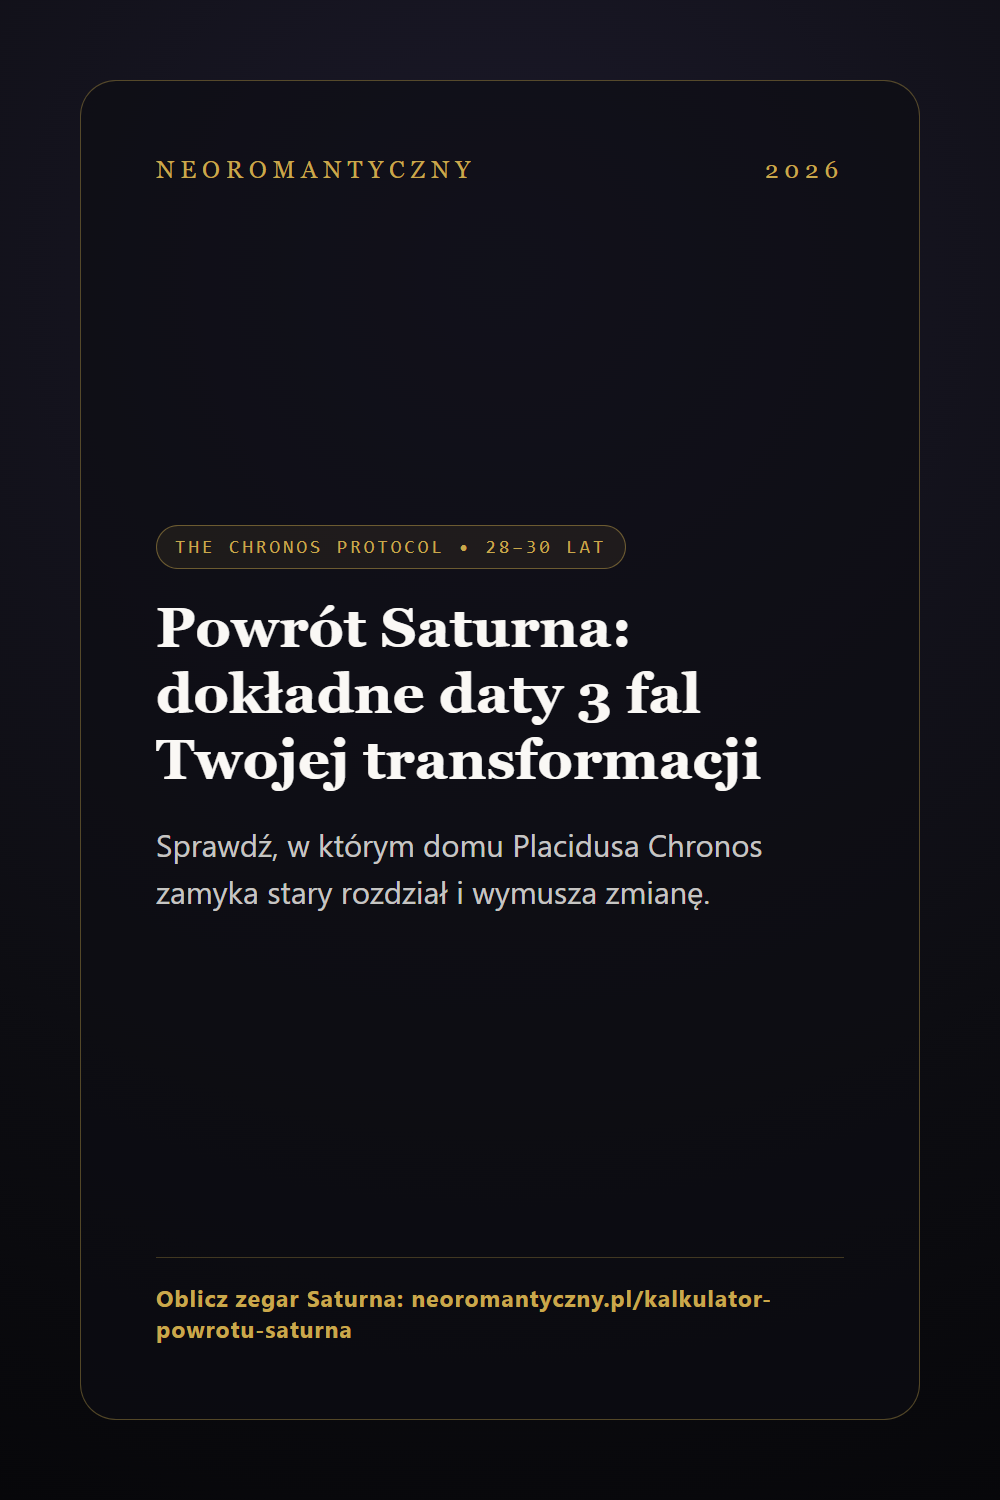 NEOROMANTYCZNY 2026
THE CHRONOS PROTOCOL • 28–30 LAT
Powrót Saturna:
dokładne daty 3 fal
Twojej transformacji
Sprawdź, w którym domu Placidusa Chronos
zamyka stary rozdział i wymusza zmianę.
Oblicz zegar Saturna: neoromantyczny.pl/kalkulator-
powrotu-saturna